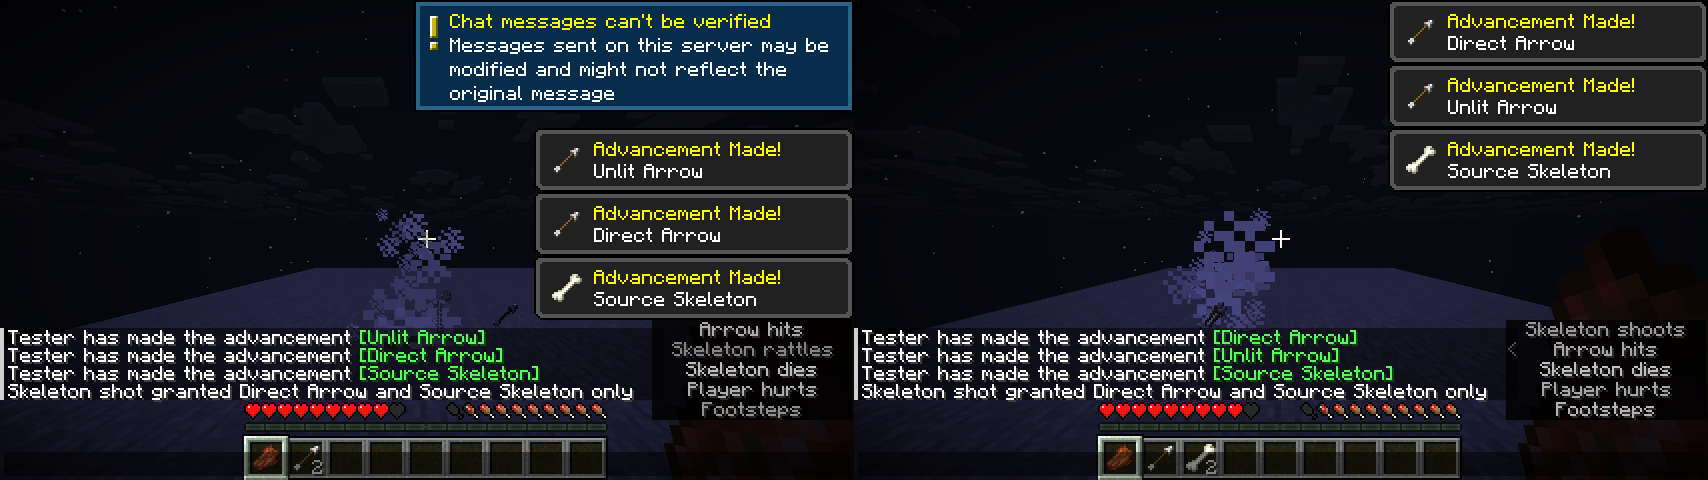 Chat messages can't be verified
Messages sent on this server may be
modified and might not reflect the
original message
Advancement Made!
Unlit Arrow
Advancement Made!
Direct Arrow
Advancement Made!
Source Skeleton
Arrow hits
Skeleton rattles
Skeleton dies
Player hurts
Footsteps
Tester has made the advancement [Unlit Arrow]
Tester has made the advancement [Direct Arrow]
Tester has made the advancement [Source Skeleton]
Skeleton shot granted Direct Arrow and Source Skeleton only
2
Advancement Made!
Direct Arrow
Advancement Made!
Unlit Arrow
Advancement Made!
Source Skeleton
Skeleton shoots
< Arrow hits
Skeleton dies
Player hurts
Footsteps
Tester has made the advancement [Direct Arrow]
Tester has made the advancement [Unlit Arrow]
Tester has made the advancement [Source Skeleton]
Skeleton shot granted Direct Arrow and Source Skeleton only
2